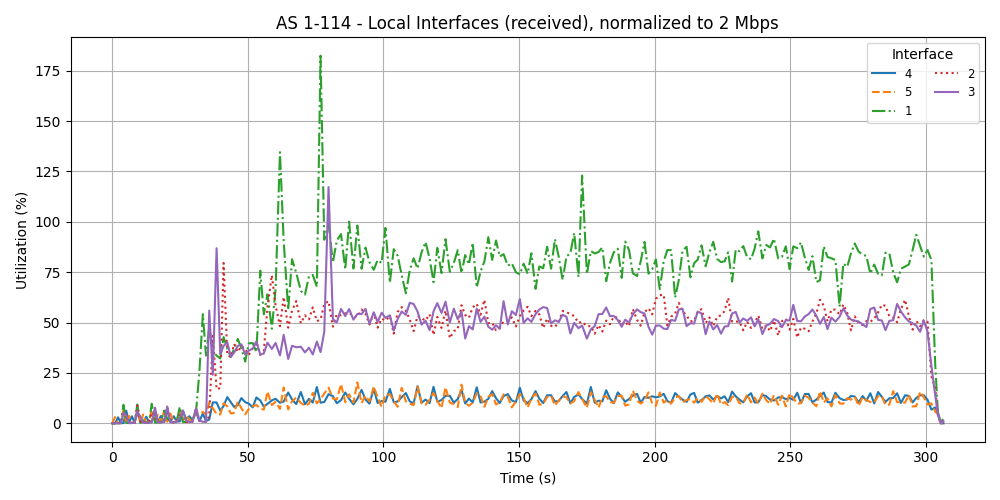 AS 1-114 - Local Interfaces (received), normalized to 2 Mbps
Interface
4
5
1
2
3
Utilization (%)
175
150
125
100
75
50
25
0
0 50 100 150 200 250 300
Time (s)